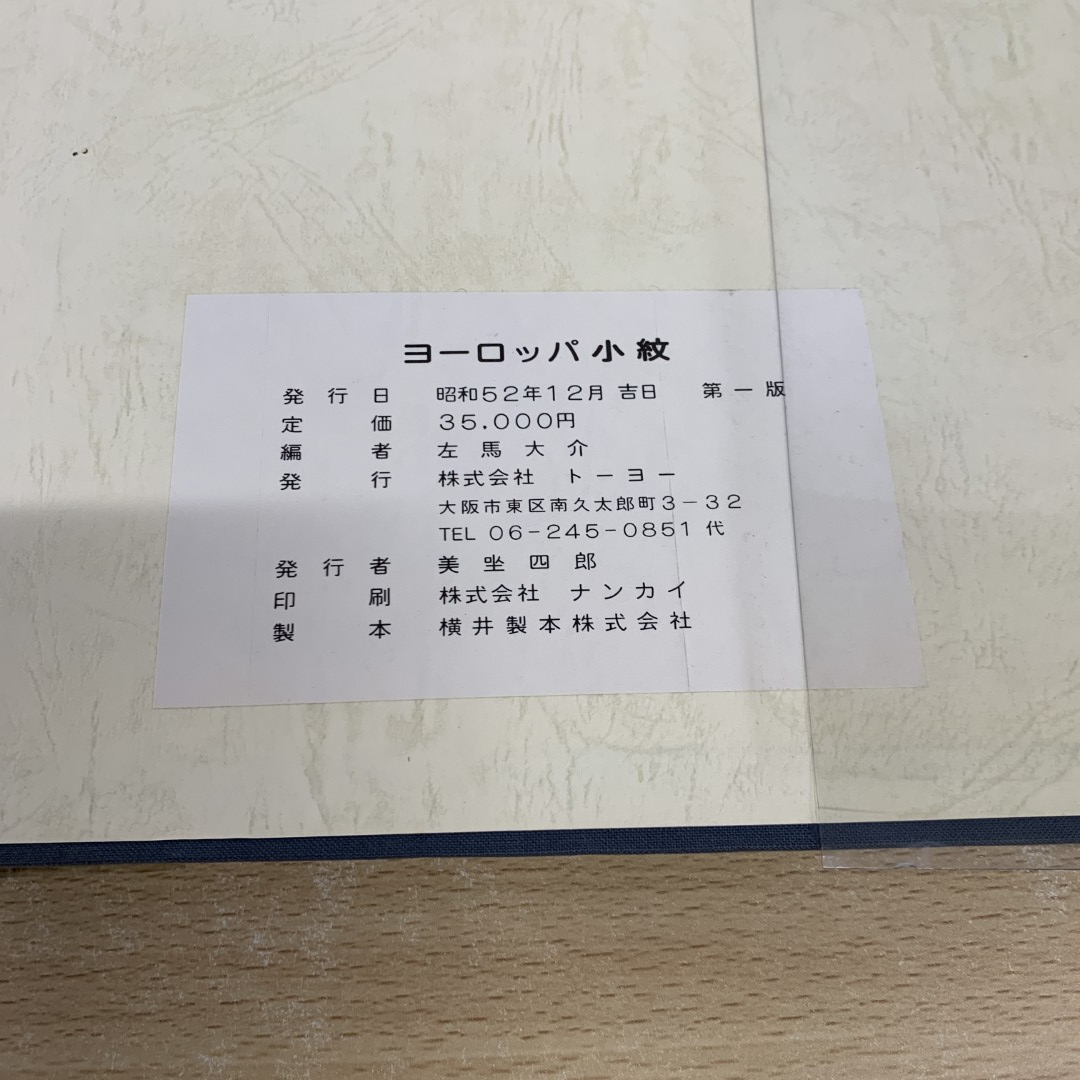 ヨーロッパ小紋
発行日 昭和52年12月 吉日 第一版
定価 35.000円
編者 左馬大介
発行 株式会社 トーヨー
大阪市東区南久太郎町3-32
TEL 06-245-0851 代
発行者 美坐四郎
印刷 株式会社 ナンカイ
製本 横井製本株式会社